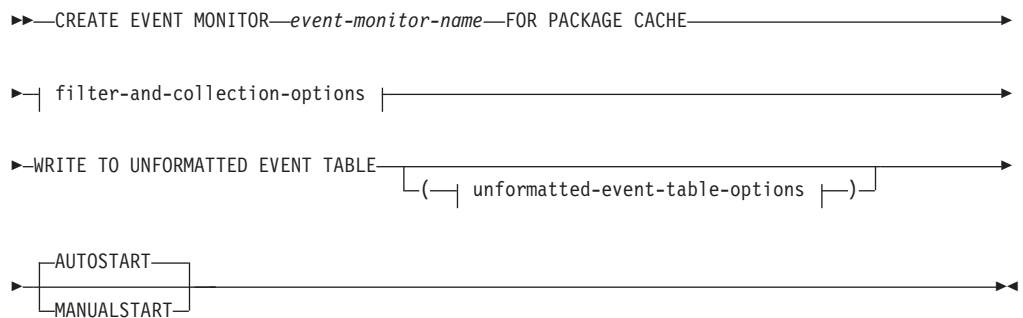 CREATE EVENT MONITOR event-monitor-name FOR PACKAGE CACHE
filter-and-collection-options
WRITE TO UNFORMATTED EVENT TABLE
( unformatted-event-table-options )
AUTOSTART
MANUALSTART